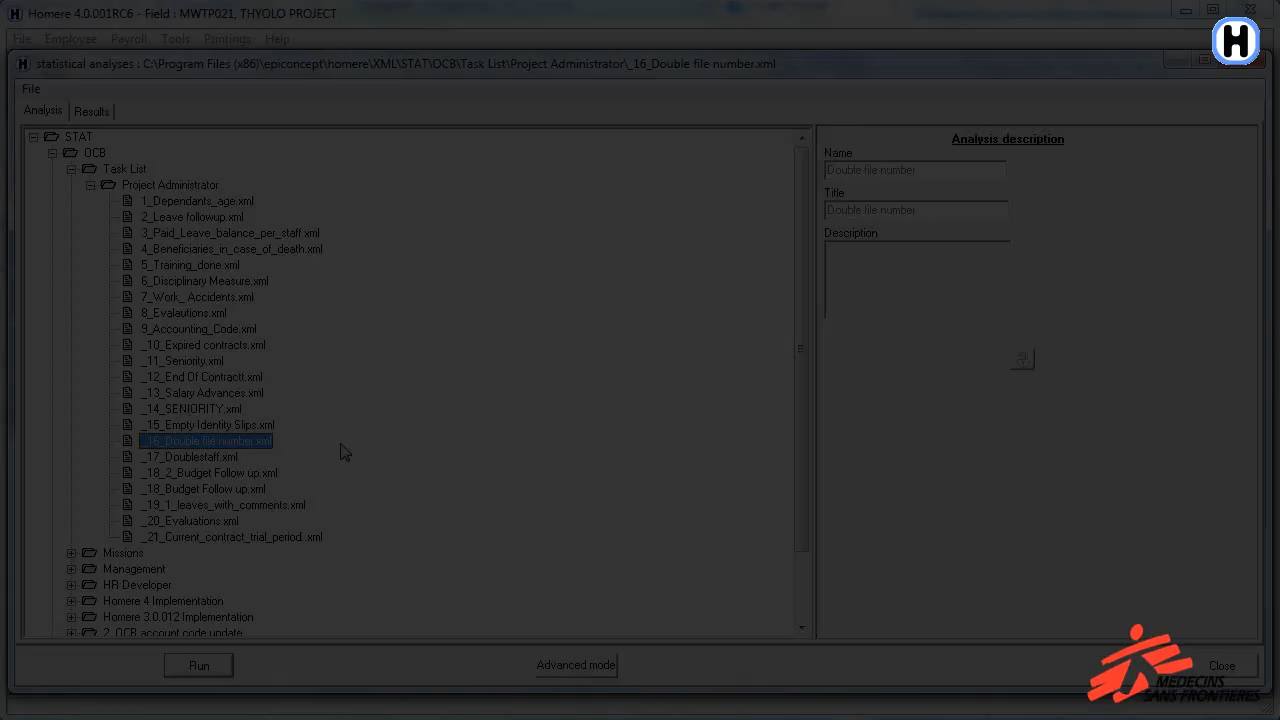 Homere 4.0.001RC6 - Field : MWTP021, THYOLO PROJECT
File Employee Payroll Tools Pointings Help
statistical analyses : C:\Program Files (x86)\epiconcept\homere\XML\STAT\OCB\Task List\Project Administrator\_16_Double file number.xml
File
Analysis Results
STAT
OCB
Task List
Project Administrator
1_Dependants_age.xml
2_Leave followup.xml
3_Paid_Leave_balance_per_staff.xml
4_Beneficiaries_in_case_of_death.xml
5_Training_done.xml
6_Disciplinary Measure.xml
7_Work_ Accidents.xml
8_Evalautions.xml
9_Accounting_Code.xml
_10_Expired contracts.xml
_11_Seniority.xml
_12_End Of Contractt.xml
_13_Salary Advances.xml
_14_SENIORITY.xml
_15_Empty Identity Slips.xml
_16_Double file number.xml
_17_Doublestaff.xml
_18_2_Budget Follow up.xml
_18_Budget Follow up.xml
_19_1_leaves_with_comments.xml
_20_Evaluations.xml
_21_Current_contract_trial_period..xml
Missions
Management
HR Developer
Homere 4 Implementation
Homere 3.0.012 Implementation
2. OCB account code update
Analysis description
Name
Double file number
Title
Double file number
Description
Run
Advanced mode
Close
H
MEDECINS
SANS FRONTIERES